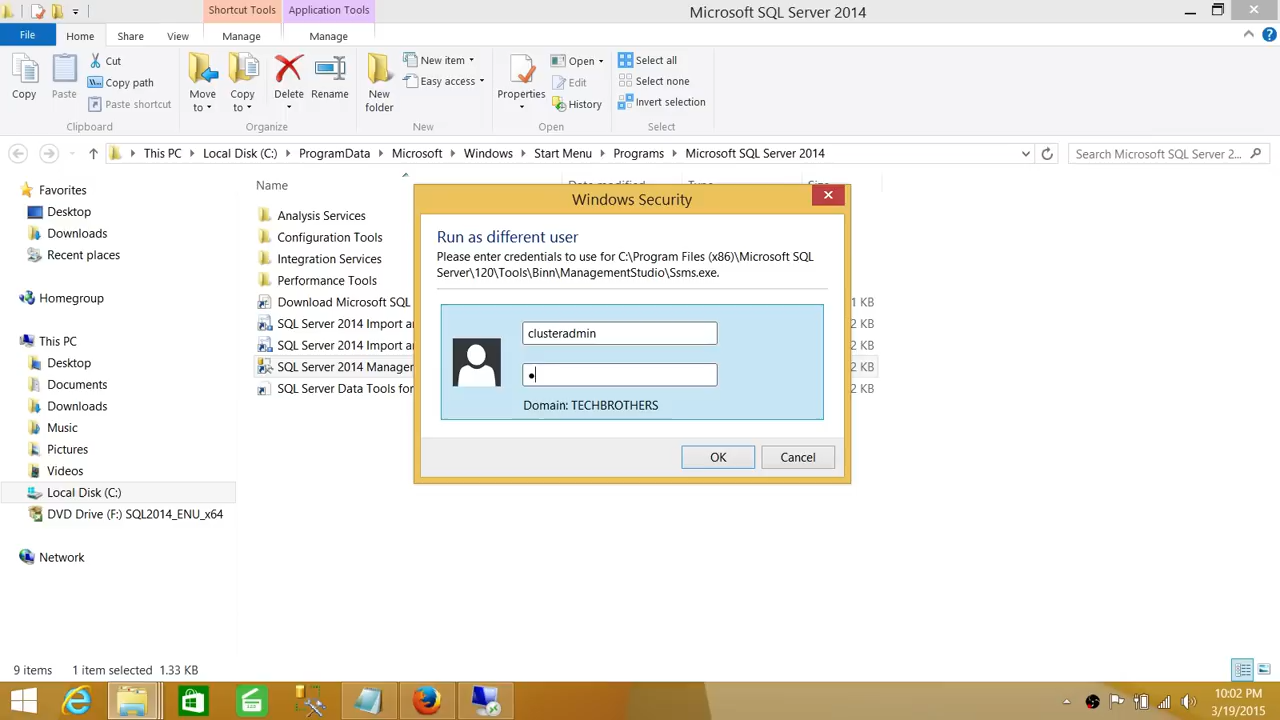 Shortcut Tools Application Tools Microsoft SQL Server 2014
File Home Share View Manage Manage
Copy
Paste
Cut
Copy path
Paste shortcut
Clipboard
Move to
Copy to
Delete
Rename
Organize
New folder
New item
Easy access
New
Properties
Open
Edit
History
Open
Select all
Select none
Invert selection
Select
This PC Local Disk (C:) ProgramData Microsoft Windows Start Menu Programs Microsoft SQL Server 2014
Search Microsoft SQL Server 2...
Favorites
Desktop
Downloads
Recent places
Homegroup
This PC
Desktop
Documents
Downloads
Music
Pictures
Videos
Local Disk (C:)
DVD Drive (F:) SQL2014_ENU_x64
Network
Name Date modified Type Size
Analysis Services
Configuration Tools
Integration Services
Performance Tools
Download Microsoft SQL 1 KB
SQL Server 2014 Import an 2 KB
SQL Server 2014 Import an 2 KB
SQL Server 2014 Manager 2 KB
SQL Server Data Tools for 2 KB
Windows Security
Run as different user
Please enter credentials to use for C:\Program Files (x86)\Microsoft SQL
Server\120\Tools\Binn\ManagementStudio\Ssms.exe.
clusteradmin
Domain: TECHBROTHERS
OK Cancel
9 items 1 item selected 1.33 KB
10:02 PM
3/19/2015